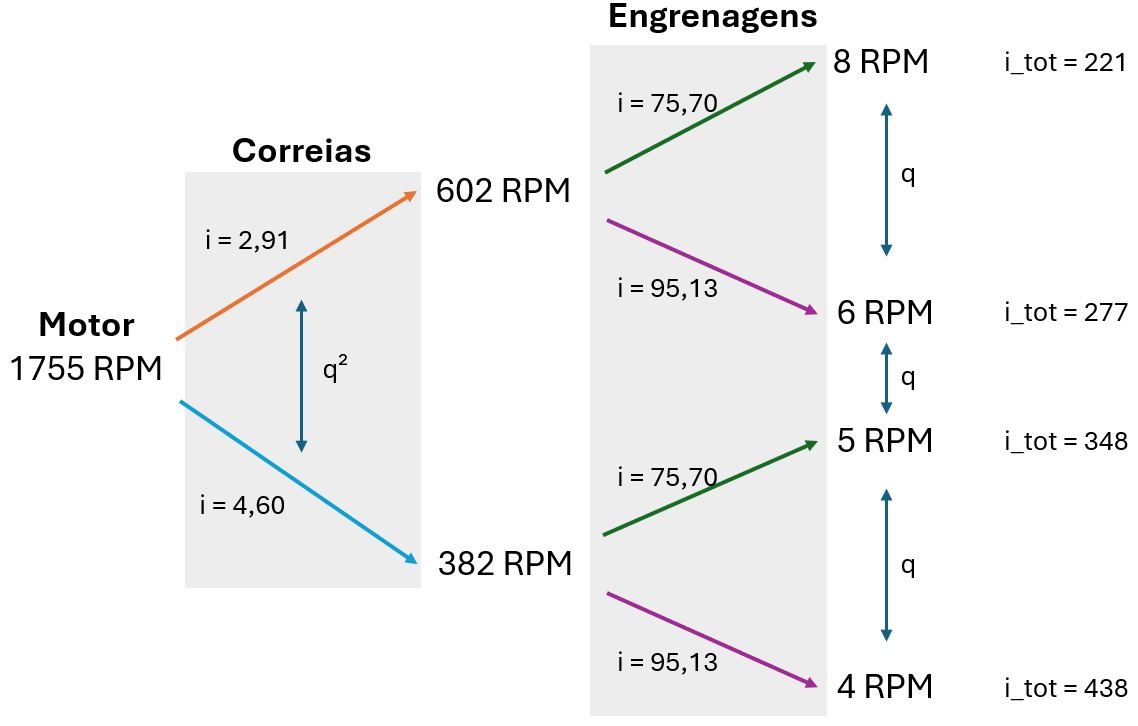 Engrenagens
8 RPM
i_tot = 221
i = 75,70
q
Correias
602 RPM
i = 2,91
i = 95,13
6 RPM
i_tot = 277
Motor
1755 RPM
q²
q
5 RPM
i_tot = 348
i = 75,70
i = 4,60
382 RPM
q
i = 95,13
4 RPM
i_tot = 438